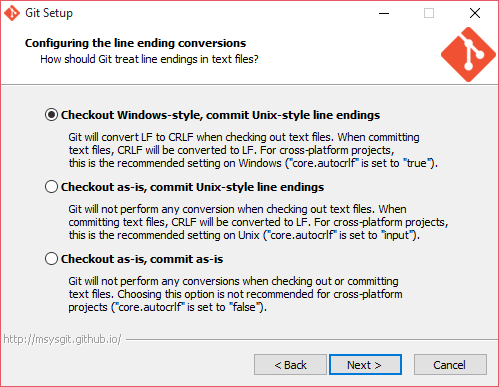 Git Setup
Configuring the line ending conversions
How should Git treat line endings in text files?
Checkout Windows-style, commit Unix-style line endings
Git will convert LF to CRLF when checking out text files. When committing
text files, CRLF will be converted to LF. For cross-platform projects,
this is the recommended setting on Windows ("core.autocrlf" is set to "true").
Checkout as-is, commit Unix-style line endings
Git will not perform any conversion when checking out text files. When
committing text files, CRLF will be converted to LF. For cross-platform projects,
this is the recommended setting on Unix ("core.autocrlf" is set to "input").
Checkout as-is, commit as-is
Git will not perform any conversions when checking out or committing
text files. Choosing this option is not recommended for cross-platform
projects ("core.autocrlf" is set to "false").
http://msysgit.github.io/
< Back
Next >
Cancel